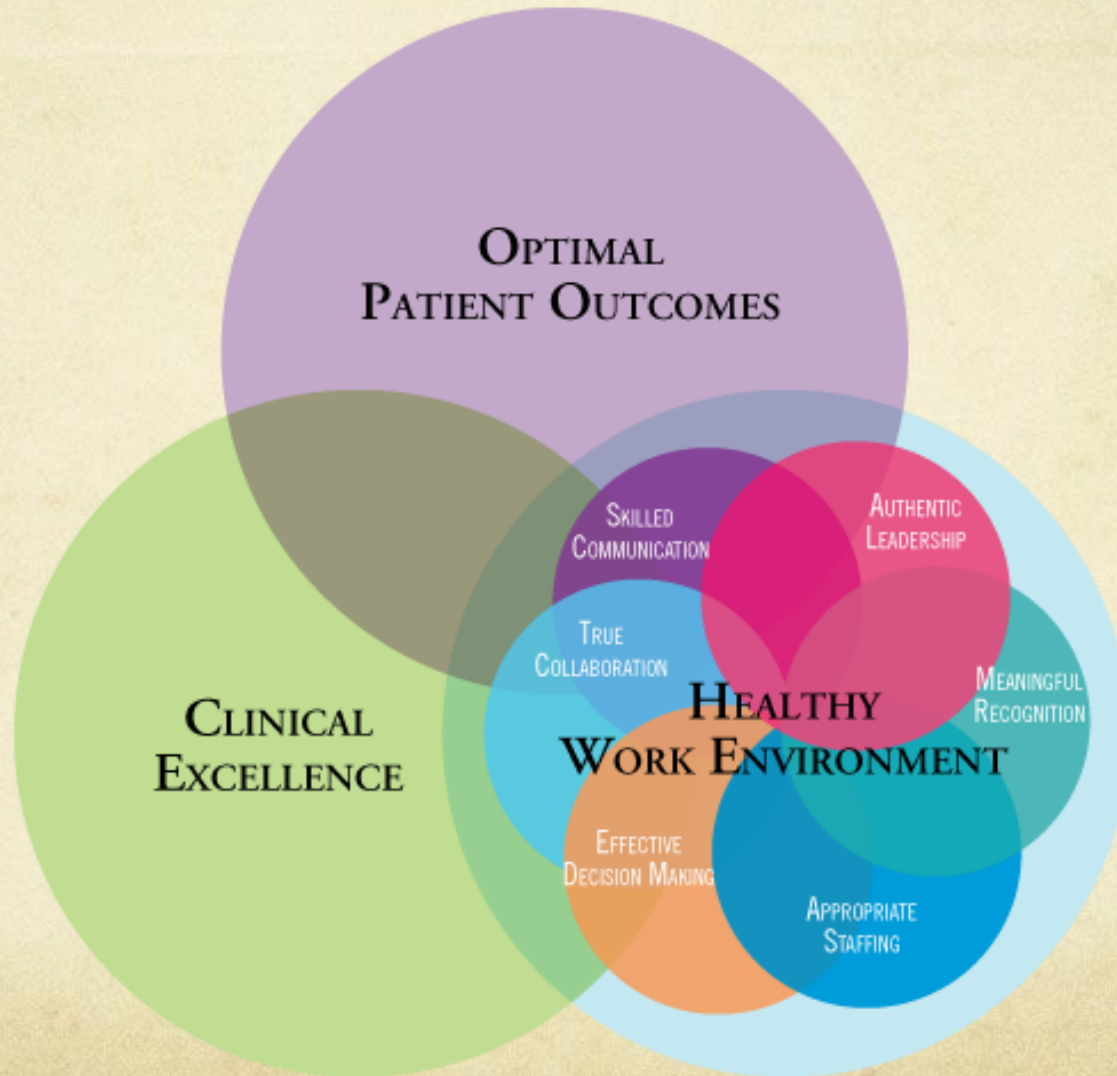 Optimal
Patient Outcomes
Skilled
Communication
Authentic
Leadership
True
Collaboration
Meaningful
Recognition
Clinical
Excellence
Healthy
Work Environment
Effective
Decision Making
Appropriate
Staffing